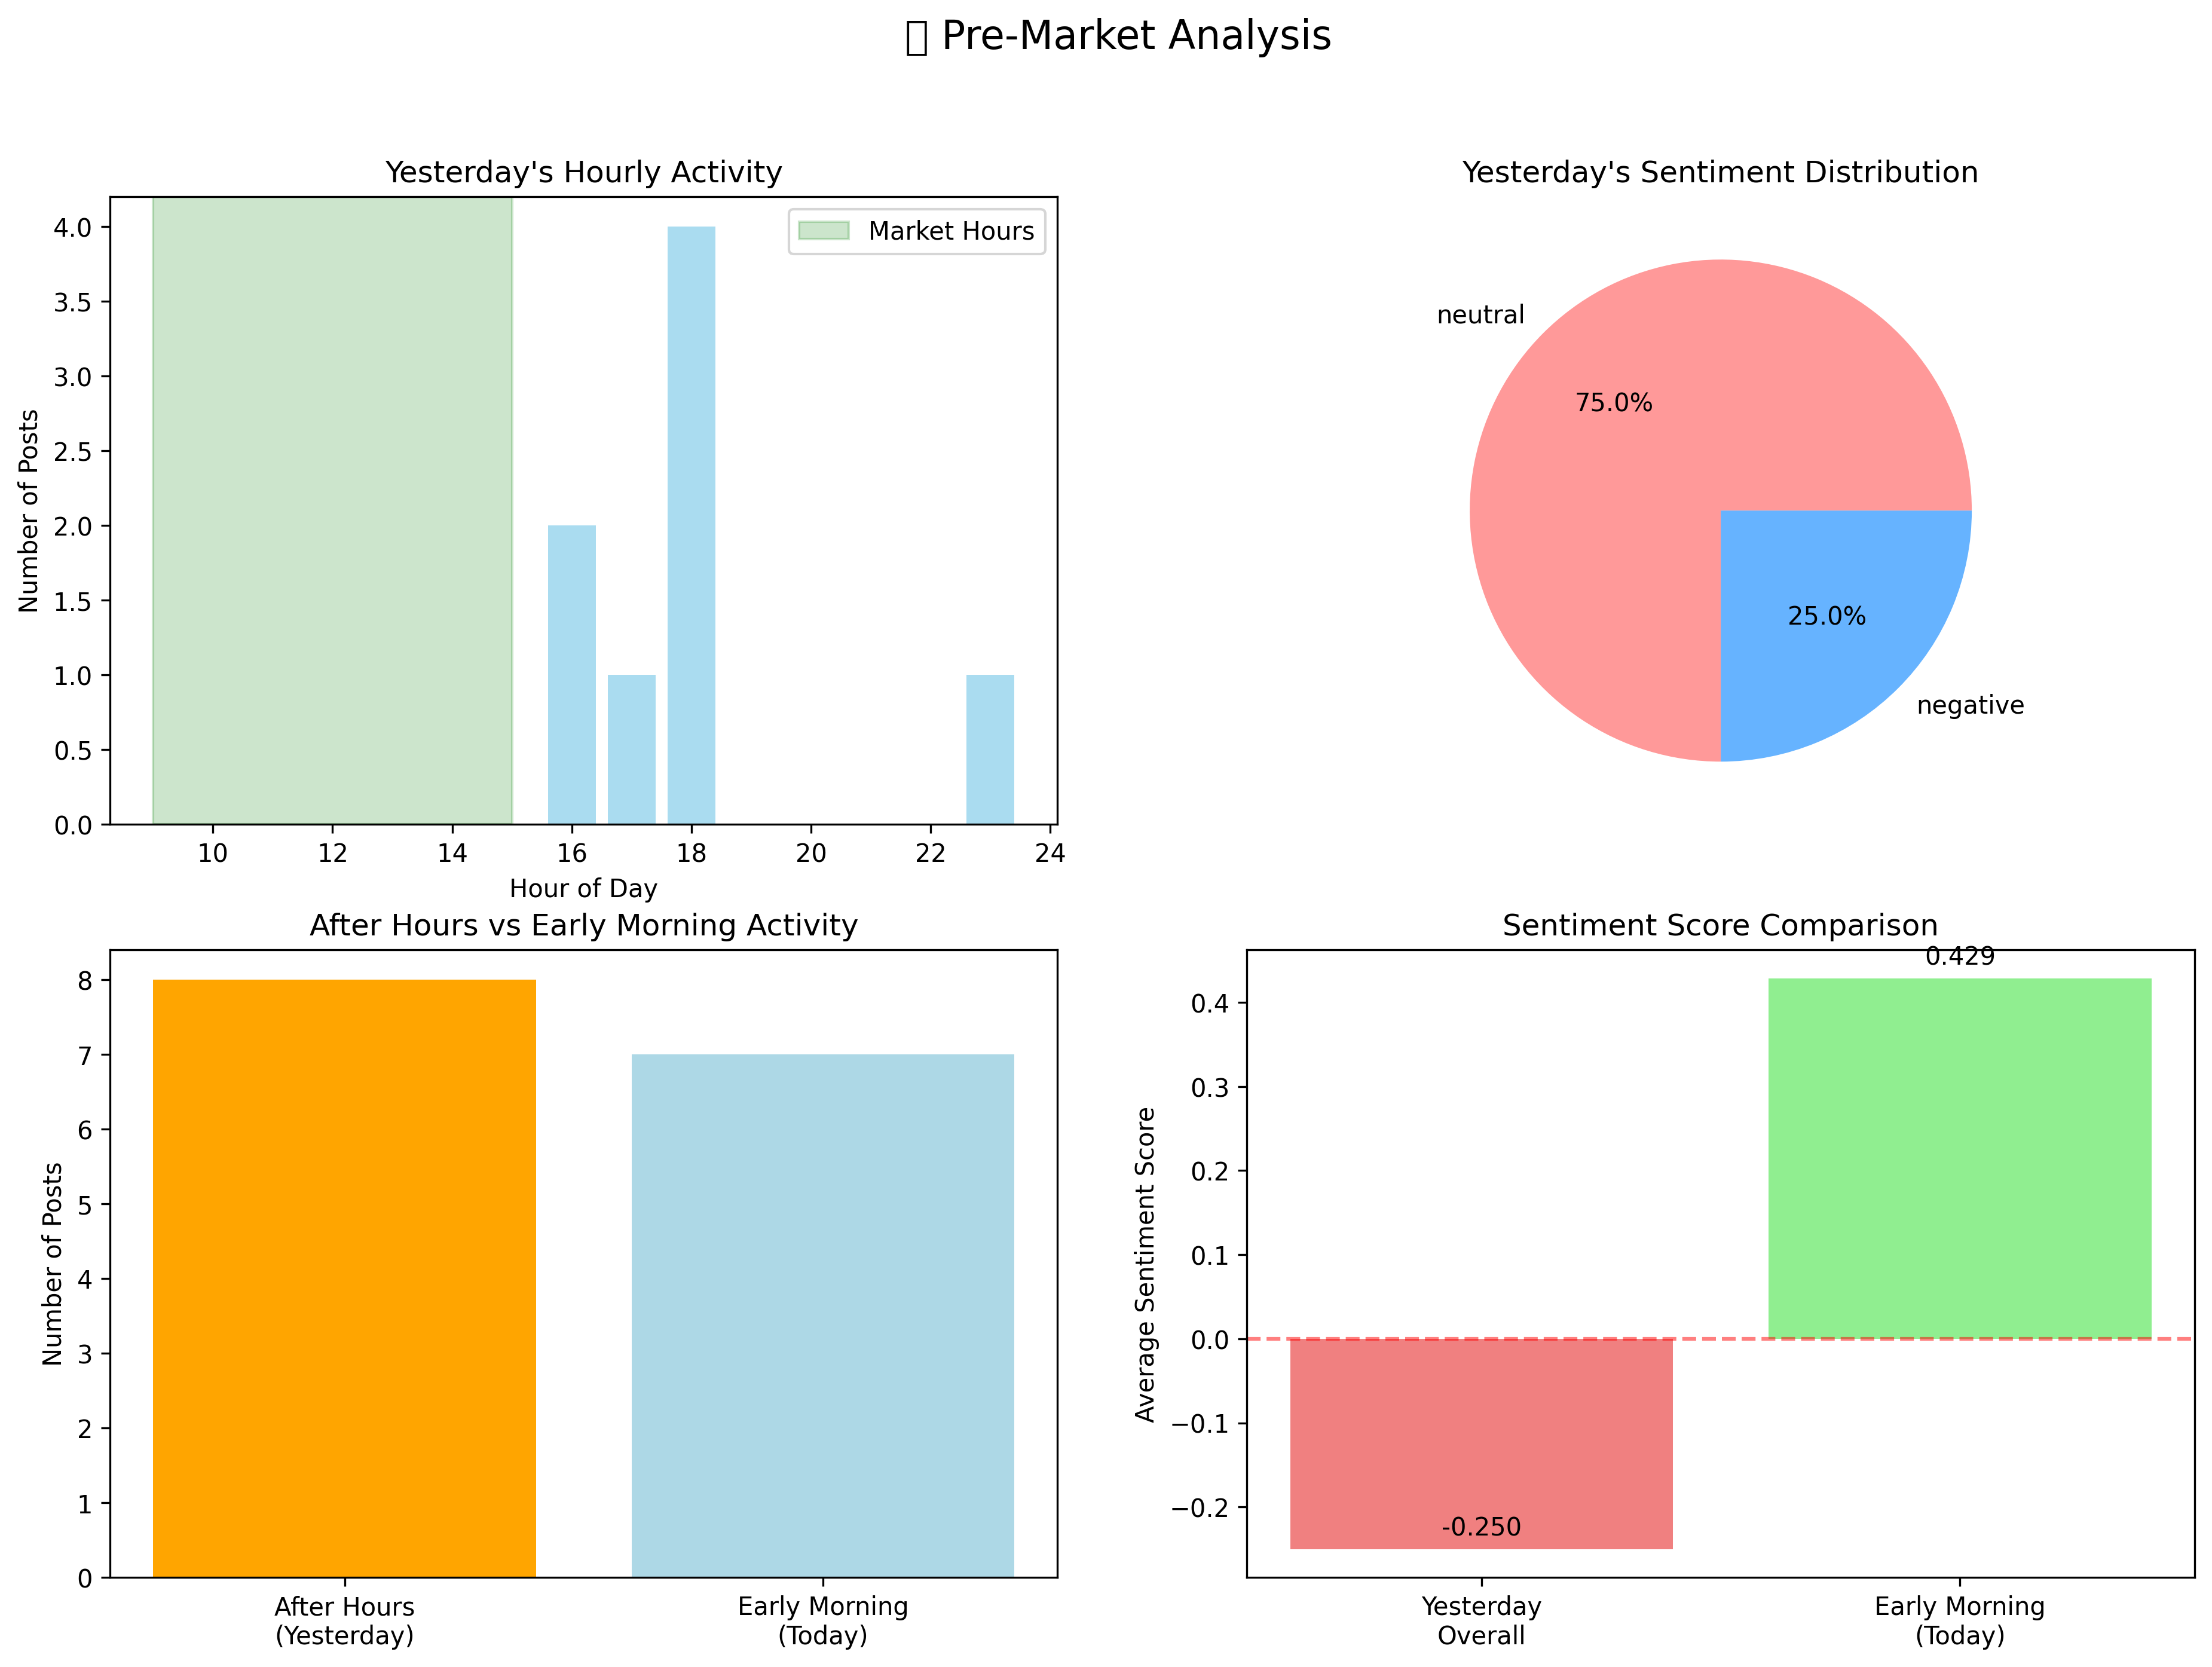 Pre-Market Analysis
Yesterday's Hourly Activity
Market Hours
Number of Posts
4.0
3.5
3.0
2.5
2.0
1.5
1.0
0.5
0.0
10 12 14 16 18 20 22 24
Hour of Day
Yesterday's Sentiment Distribution
neutral
75.0%
25.0%
negative
After Hours vs Early Morning Activity
Number of Posts
8
7
6
5
4
3
2
1
0
After Hours
(Yesterday)
Early Morning
(Today)
Sentiment Score Comparison
0.429
Average Sentiment Score
0.4
0.3
0.2
0.1
0.0
−0.1
−0.2
-0.250
Yesterday
Overall
Early Morning
(Today)